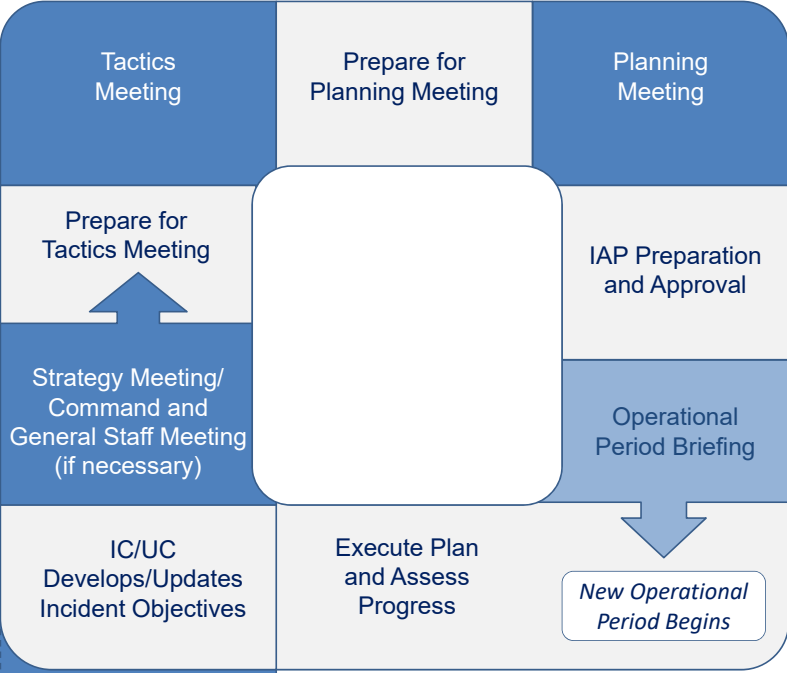 Tactics
Meeting
Prepare for
Planning Meeting
Planning
Meeting
Prepare for
Tactics Meeting
IAP Preparation
and Approval
Strategy Meeting/
Command and
General Staff Meeting
(if necessary)
Operational
Period Briefing
IC/UC
Develops/Updates
Incident Objectives
Execute Plan
and Assess
Progress
New Operational
Period Begins